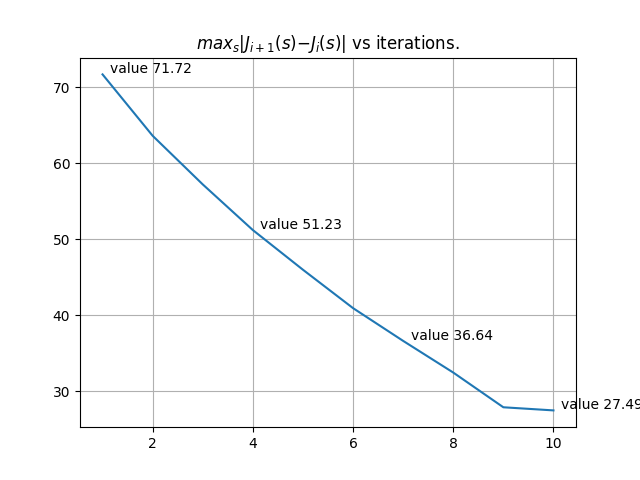 max_s|J_{i+1}(s)−J_i(s)| vs iterations.
value 71.72
value 51.23
value 36.64
value 27.49
70
60
50
40
30
2 4 6 8 10